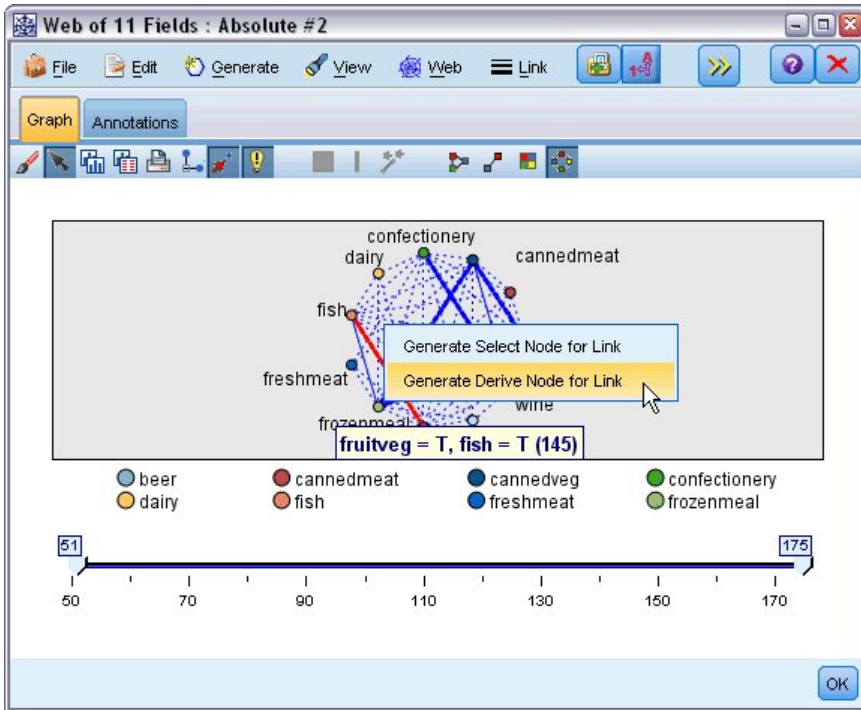 Web of 11 Fields : Absolute #2
File Edit Generate View Web Link
Graph Annotations
confectionery
dairy cannedmeat
fish
Generate Select Node for Link
Generate Derive Node for Link
freshmeat
wine
frozenmeal
fruitveg = T, fish = T (145)
beer cannedmeat cannedveg confectionery
dairy fish freshmeat frozenmeal
51 175
50 70 90 110 130 150 170
OK